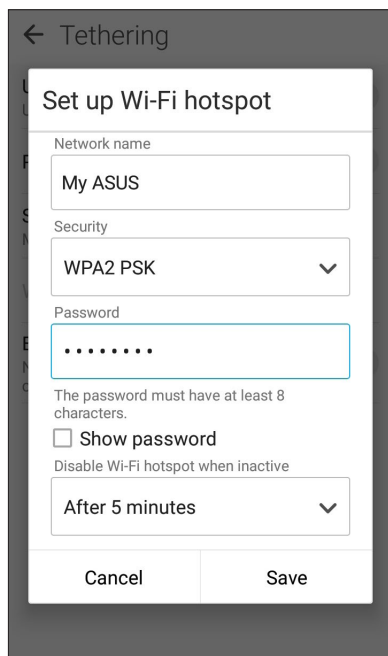 Tethering
Set up Wi-Fi hotspot
Network name
My ASUS
Security
WPA2 PSK
Password
••••••••
The password must have at least 8
characters.
Show password
Disable Wi-Fi hotspot when inactive
After 5 minutes
Cancel Save